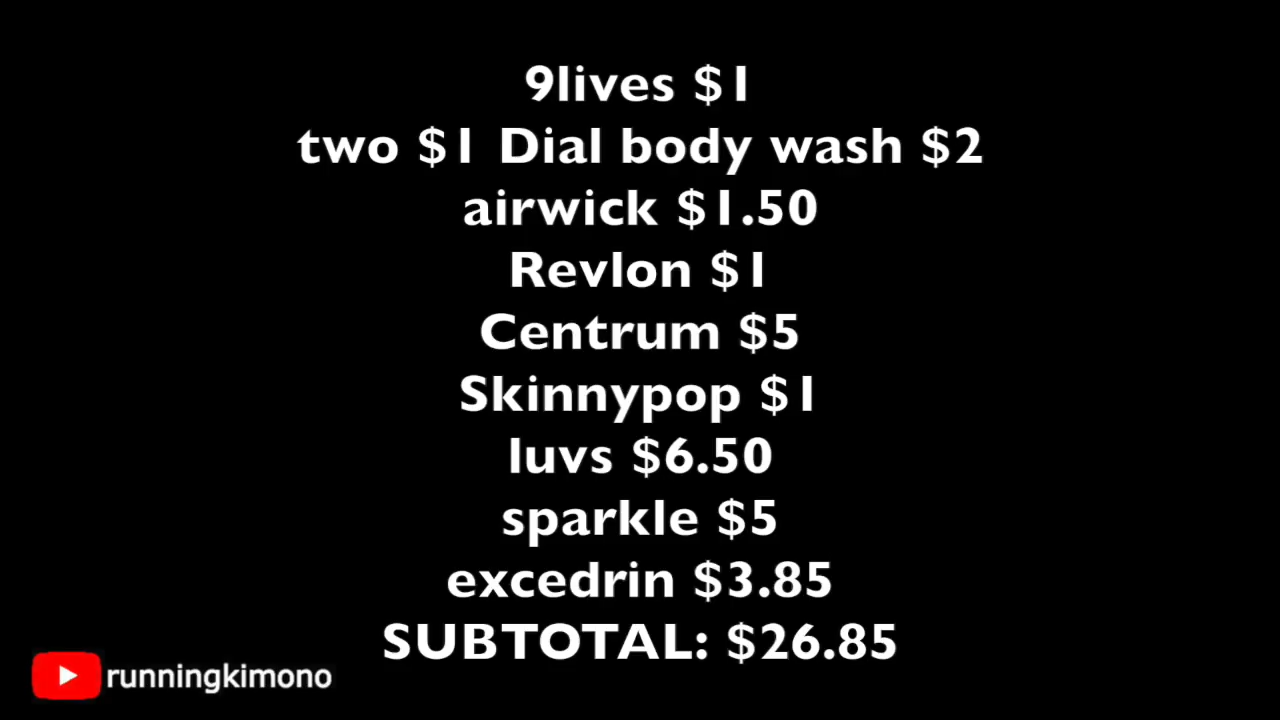 9lives $1
two $1 Dial body wash $2
airwick $1.50
Revlon $1
Centrum $5
Skinnypop $1
luvs $6.50
sparkle $5
excedrin $3.85
SUBTOTAL: $26.85
runningkimono